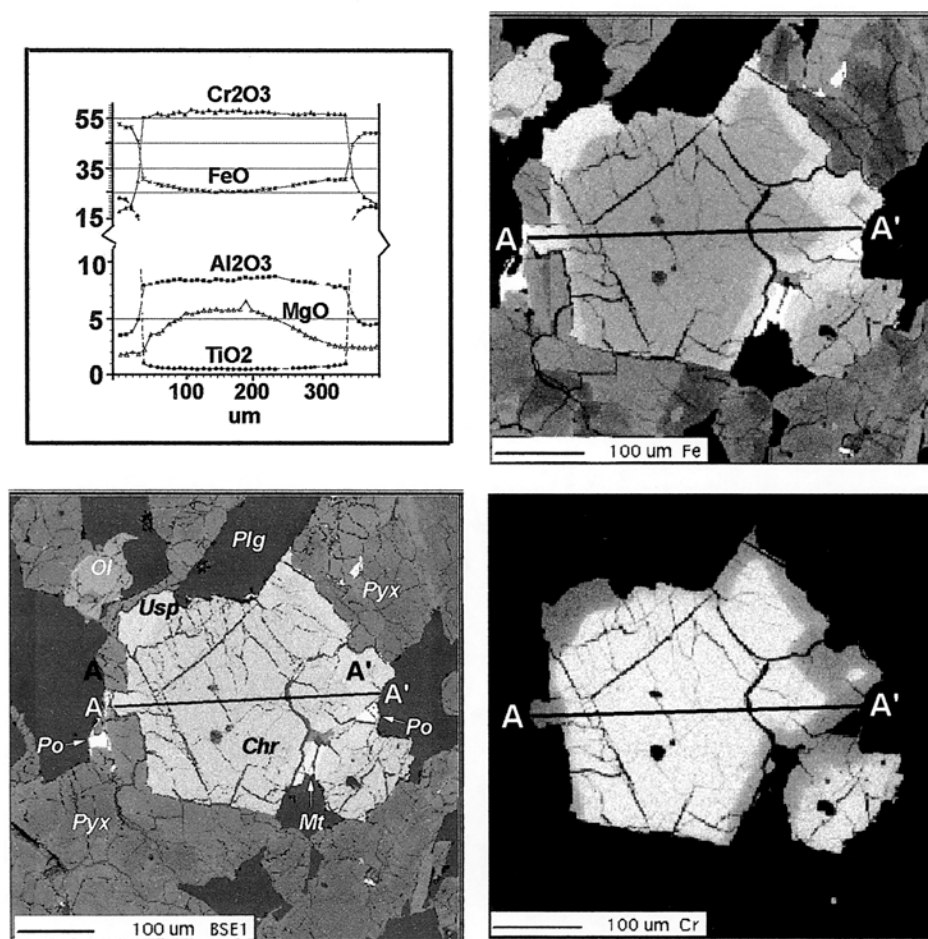 Cr2O3
55
35
FeO
15
10
Al2O3
MgO
5
TiO2
0
100
200
300
um
A
A'
100 um Fe
Plg
Ol
Usp
Pyx
A
A'
A
A'
Po
Po
Chr
Pyx
Mt
100 um BSE1
A
A'
100 um Cr